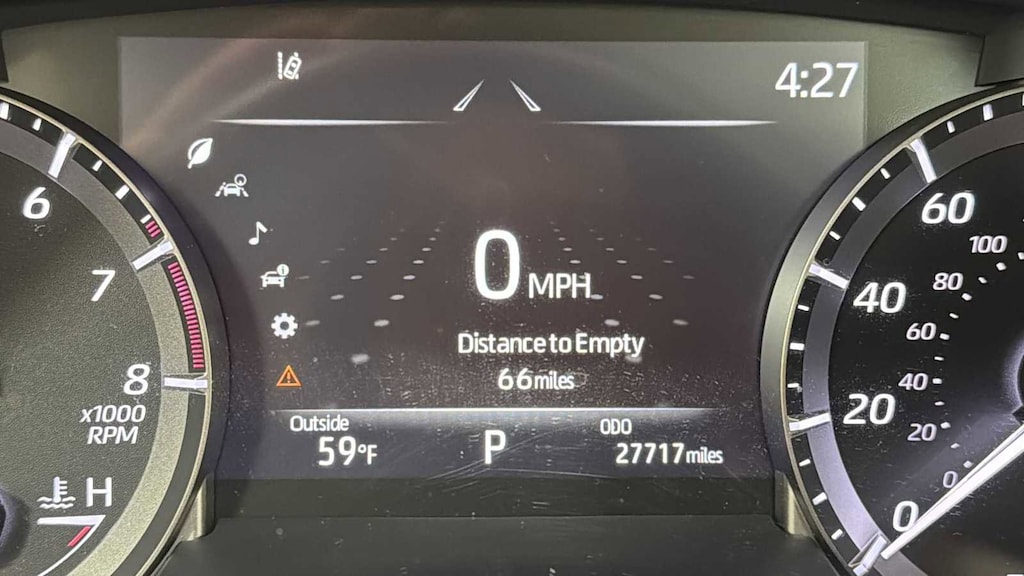 4:27
6
7
8
x1000
RPM
H
0 MPH
Distance to Empty
66 miles
Outside
59°F
P
ODO
27717 miles
60
40
20
0
100
80
60
40
20
0